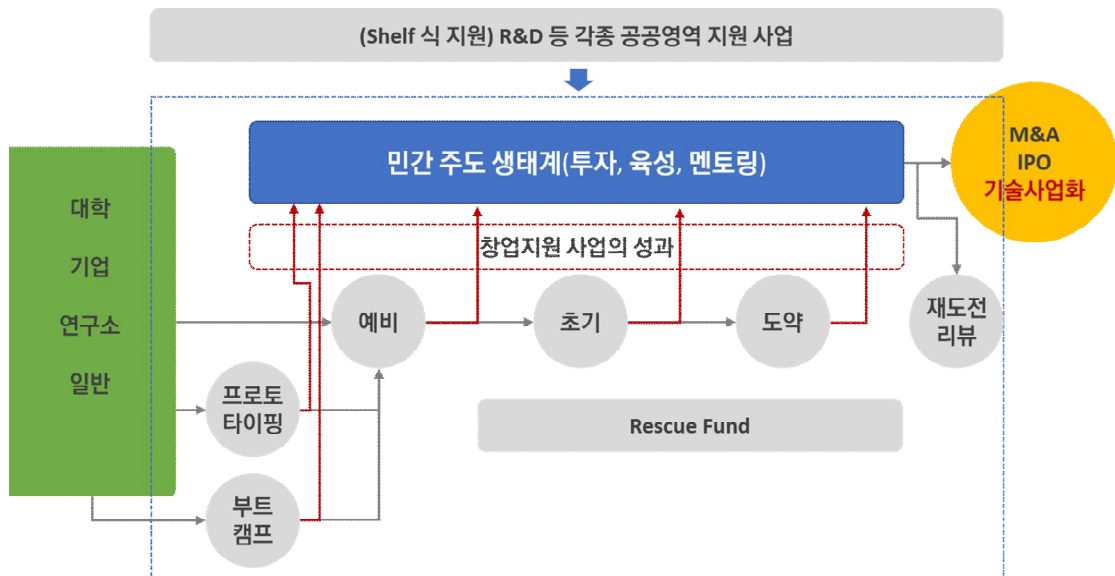 (Shelf 식 지원) R&D 등 각종 공공영역 지원 사업
민간 주도 생태계(투자, 육성, 멘토링)
M&A
IPO
기술사업화
대학
기업
연구소
일반
창업지원 사업의 성과
예비
초기
도약
재도전
리뷰
프로토
타이핑
Rescue Fund
부트
캠프